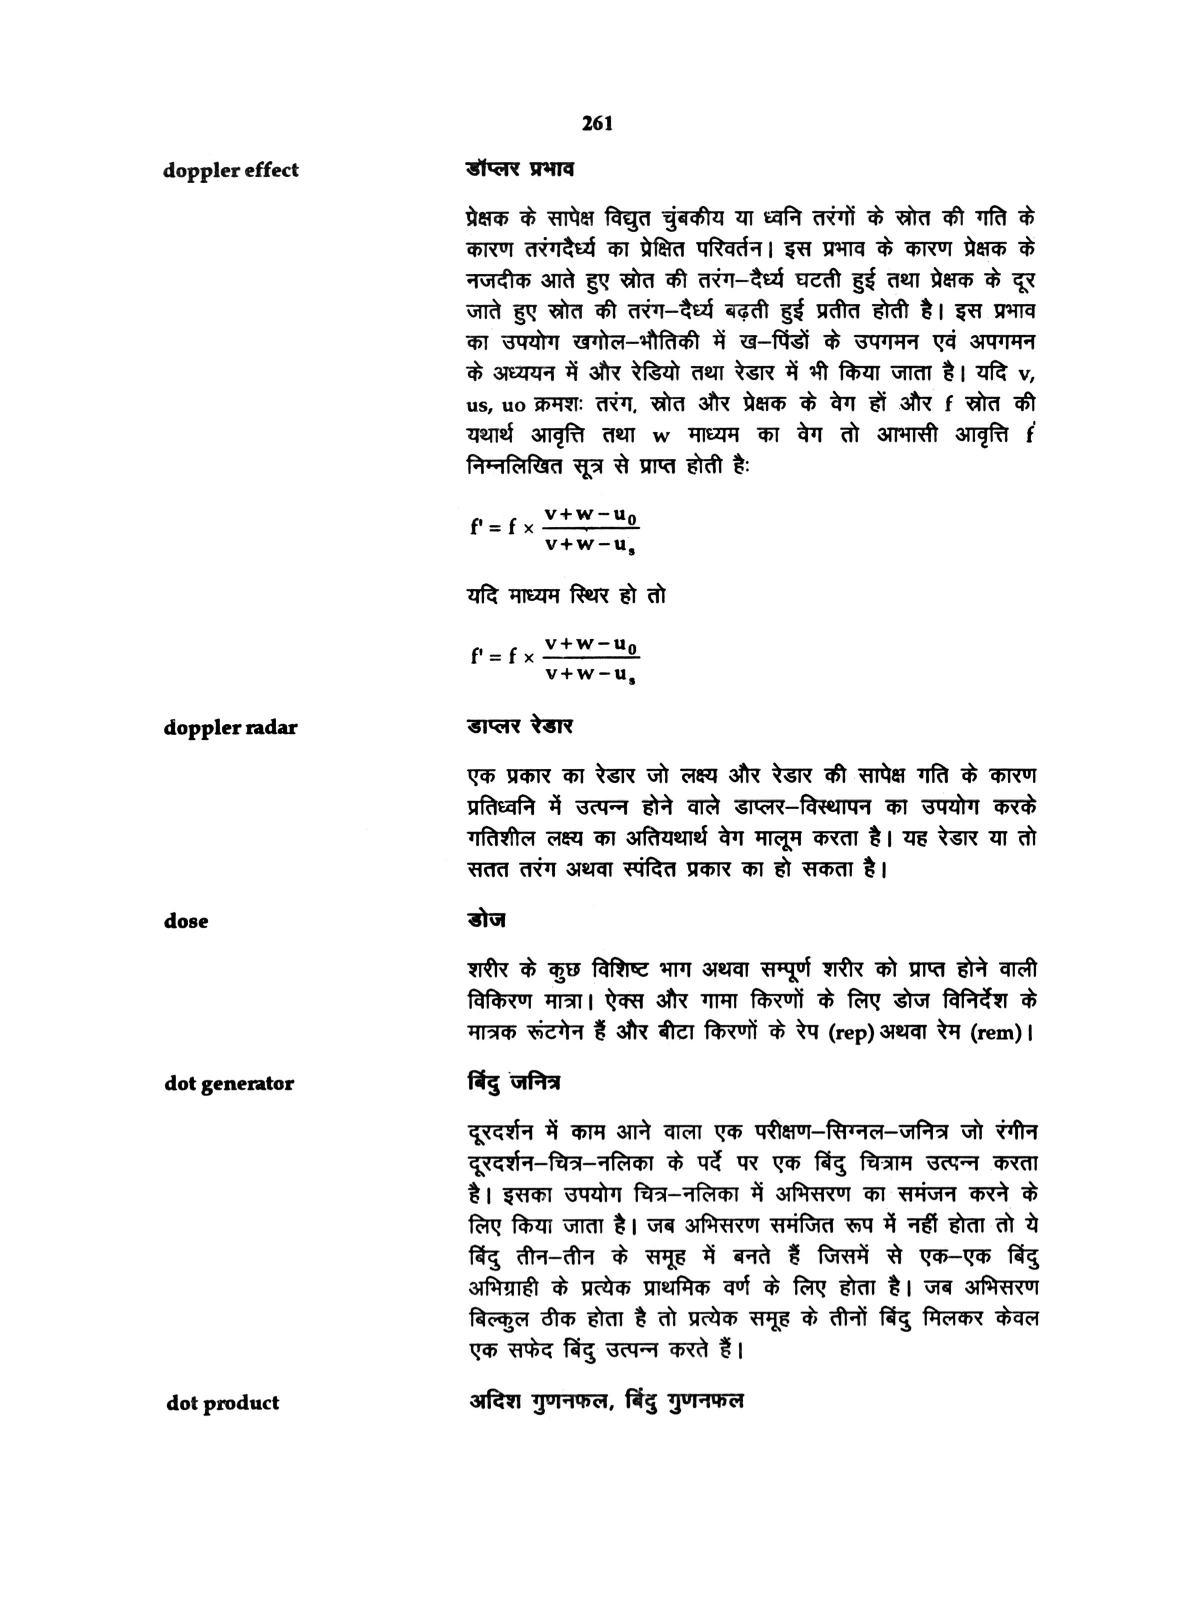 261
doppler effect डॉप्लर प्रभाव
प्रेक्षक के सापेक्ष विद्युत चुंबकीय या ध्वनि तरंगों के स्रोत की गति के
कारण तरंगदैर्ध्य का प्रेक्षित परिवर्तन। इस प्रभाव के कारण प्रेक्षक के
नजदीक आते हुए स्रोत की तरंग–दैर्ध्य घटती हुई तथा प्रेक्षक के दूर
जाते हुए स्रोत की तरंग–दैर्ध्य बढ़ती हुई प्रतीत होती है। इस प्रभाव
का उपयोग खगोल–भौतिकी में ख–पिंडों के उपगमन एवं अपगमन
के अध्ययन में और रेडियो तथा रेडार में भी किया जाता है। यदि v,
us, uo क्रमशः तरंग, स्रोत और प्रेक्षक के वेग हों और f स्रोत की
यथार्थ आवृत्ति तथा w माध्यम का वेग तो आभासी आवृत्ति f'
निम्नलिखित सूत्र से प्राप्त होती हैः
f' = f × (v+w−u₀)/(v+w−uₛ)
यदि माध्यम स्थिर हो तो
f' = f × (v+w−u₀)/(v+w−uₛ)
doppler radar डाप्लर रेडार
एक प्रकार का रेडार जो लक्ष्य और रेडार की सापेक्ष गति के कारण
प्रतिध्वनि में उत्पन्न होने वाले डाप्लर–विस्थापन का उपयोग करके
गतिशील लक्ष्य का अतियथार्थ वेग मालूम करता है। यह रेडार या तो
सतत तरंग अथवा स्पंदित प्रकार का हो सकता है।
dose डोज
शरीर के कुछ विशिष्ट भाग अथवा सम्पूर्ण शरीर को प्राप्त होने वाली
विकिरण मात्रा। ऐक्स और गामा किरणों के लिए डोज विनिर्देश के
मात्रक रूंटगेन हैं और बीटा किरणों के रेप (rep) अथवा रेम (rem)।
dot generator बिंदु जनित्र
दूरदर्शन में काम आने वाला एक परीक्षण–सिग्नल–जनित्र जो रंगीन
दूरदर्शन–चित्र–नलिका के पर्दे पर एक बिंदु चित्राम उत्पन्न करता
है। इसका उपयोग चित्र–नलिका में अभिसरण का समंजन करने के
लिए किया जाता है। जब अभिसरण समंजित रूप में नहीं होता तो ये
बिंदु तीन–तीन के समूह में बनते हैं जिसमें से एक–एक बिंदु
अभिग्राही के प्रत्येक प्राथमिक वर्ण के लिए होता है। जब अभिसरण
बिल्कुल ठीक होता है तो प्रत्येक समूह के तीनों बिंदु मिलकर केवल
एक सफेद बिंदु उत्पन्न करते हैं।
dot product अदिश गुणनफल, बिंदु गुणनफल